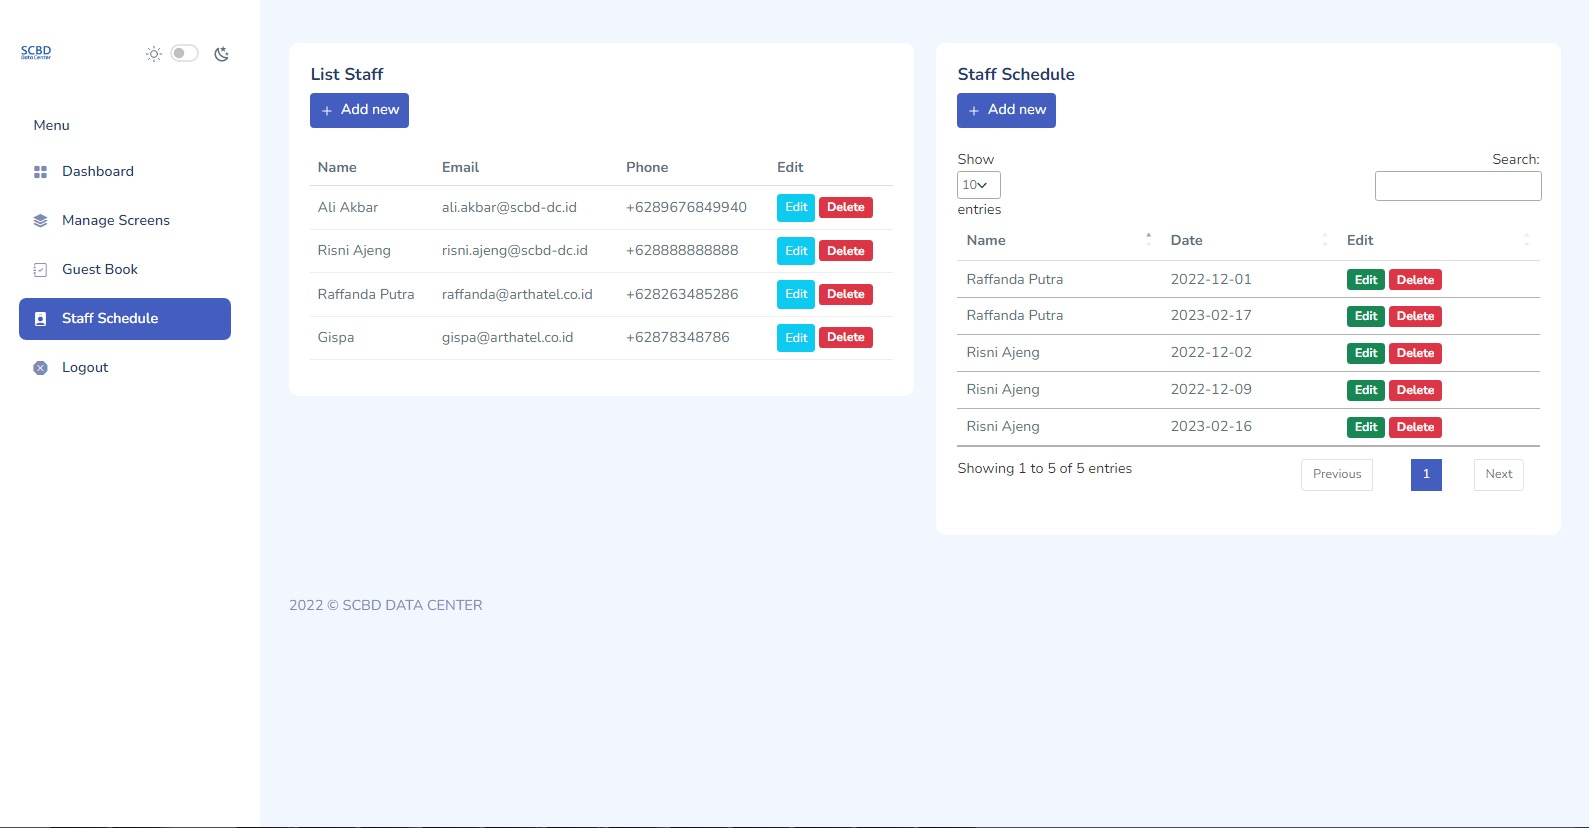 SCBD
Data Center
Menu
Dashboard
Manage Screens
Guest Book
Staff Schedule
Logout
List Staff
+ Add new
Name Email Phone Edit
Ali Akbar ali.akbar@scbd-dc.id +6289676849940 Edit Delete
Risni Ajeng risni.ajeng@scbd-dc.id +628888888888 Edit Delete
Raffanda Putra raffanda@arthatel.co.id +628263485286 Edit Delete
Gispa gispa@arthatel.co.id +62878348786 Edit Delete
Staff Schedule
+ Add new
Show
10
entries
Search:
Name Date Edit
Raffanda Putra 2022-12-01 Edit Delete
Raffanda Putra 2023-02-17 Edit Delete
Risni Ajeng 2022-12-02 Edit Delete
Risni Ajeng 2022-12-09 Edit Delete
Risni Ajeng 2023-02-16 Edit Delete
Showing 1 to 5 of 5 entries Previous 1 Next
2022 © SCBD DATA CENTER